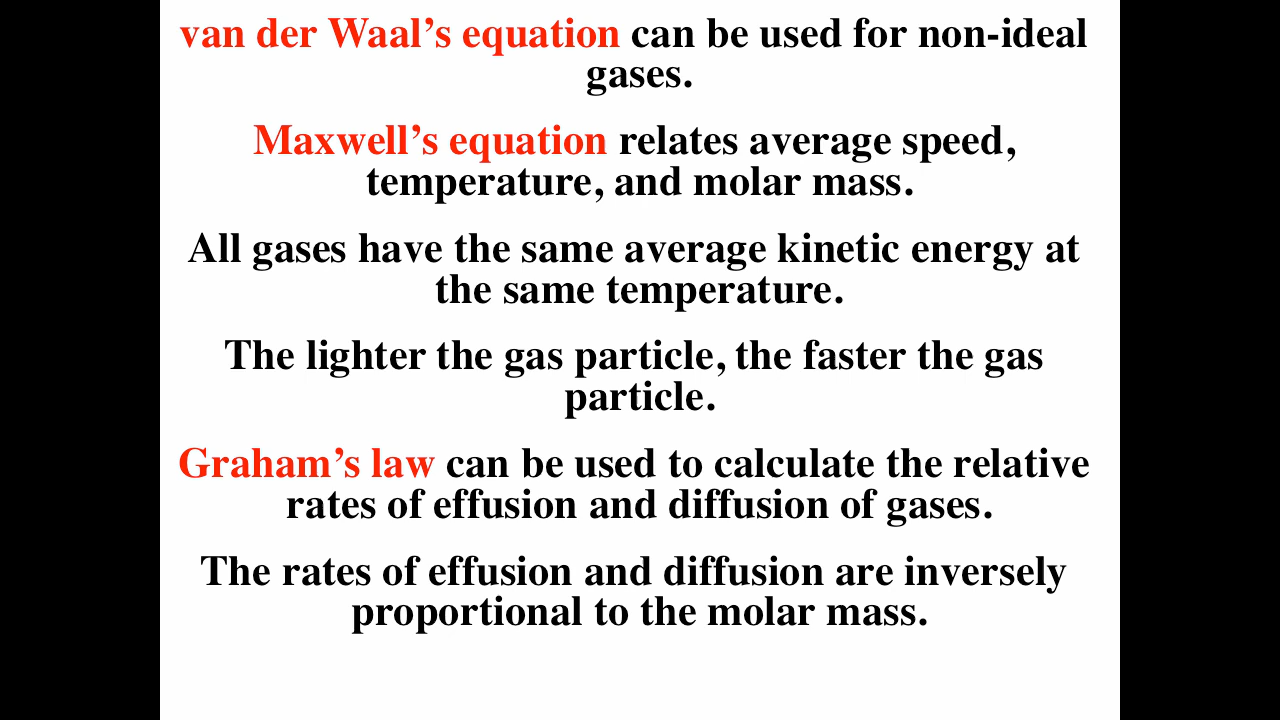 van der Waal’s equation can be used for non-ideal
gases.
Maxwell’s equation relates average speed,
temperature, and molar mass.
All gases have the same average kinetic energy at
the same temperature.
The lighter the gas particle, the faster the gas
particle.
Graham’s law can be used to calculate the relative
rates of effusion and diffusion of gases.
The rates of effusion and diffusion are inversely
proportional to the molar mass.